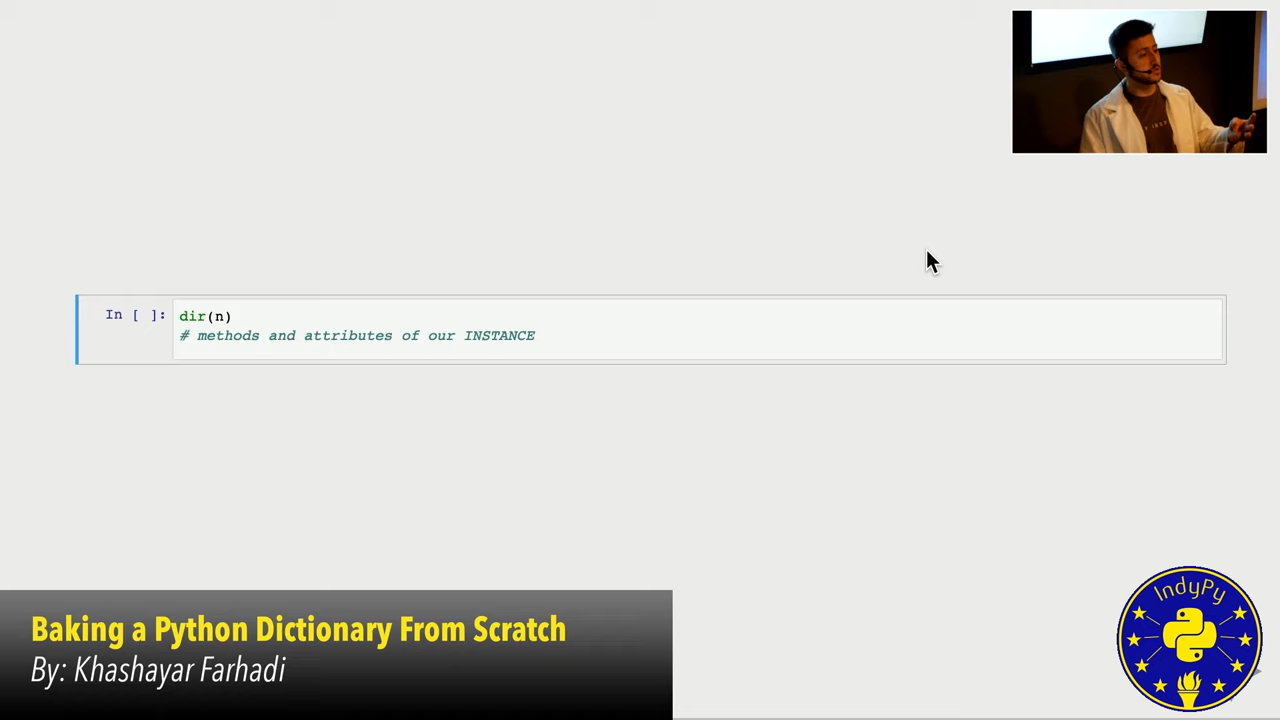 In [ ]:
dir(n)
# methods and attributes of our INSTANCE
Baking a Python Dictionary From Scratch
By: Khashayar Farhadi
IndyPy